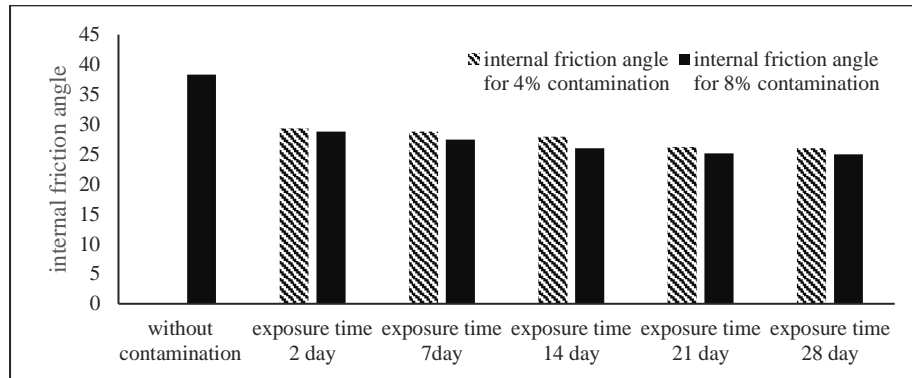 45
40
35
30
25
20
15
10
5
0
internal friction angle
internal friction angle
for 4% contamination
internal friction angle
for 8% contamination
without
contamination
exposure time
2 day
exposure time
7day
exposure time
14 day
exposure time
21 day
exposure time
28 day